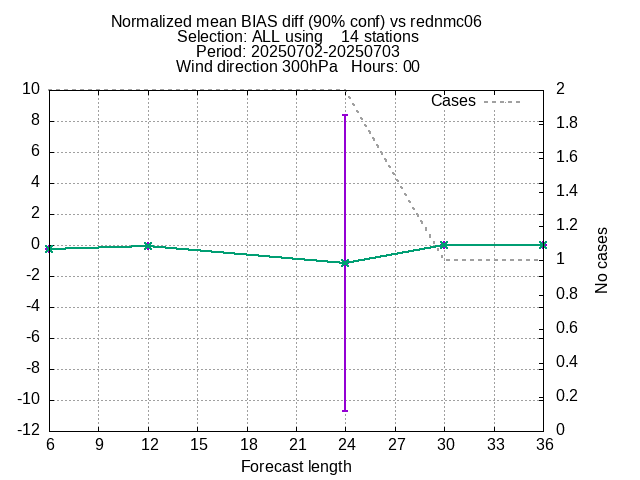 Normalized mean BIAS diff (90% conf) vs rednmc06
Selection: ALL using    14 stations
Period: 20250702-20250703
Wind direction 300hPa   Hours: 00
Cases
10
8
6
4
2
0
-2
-4
-6
-8
-10
-12
2
1.8
1.6
1.4
1.2
1
0.8
0.6
0.4
0.2
0
No cases
6 9 12 15 18 21 24 27 30 33 36
Forecast length